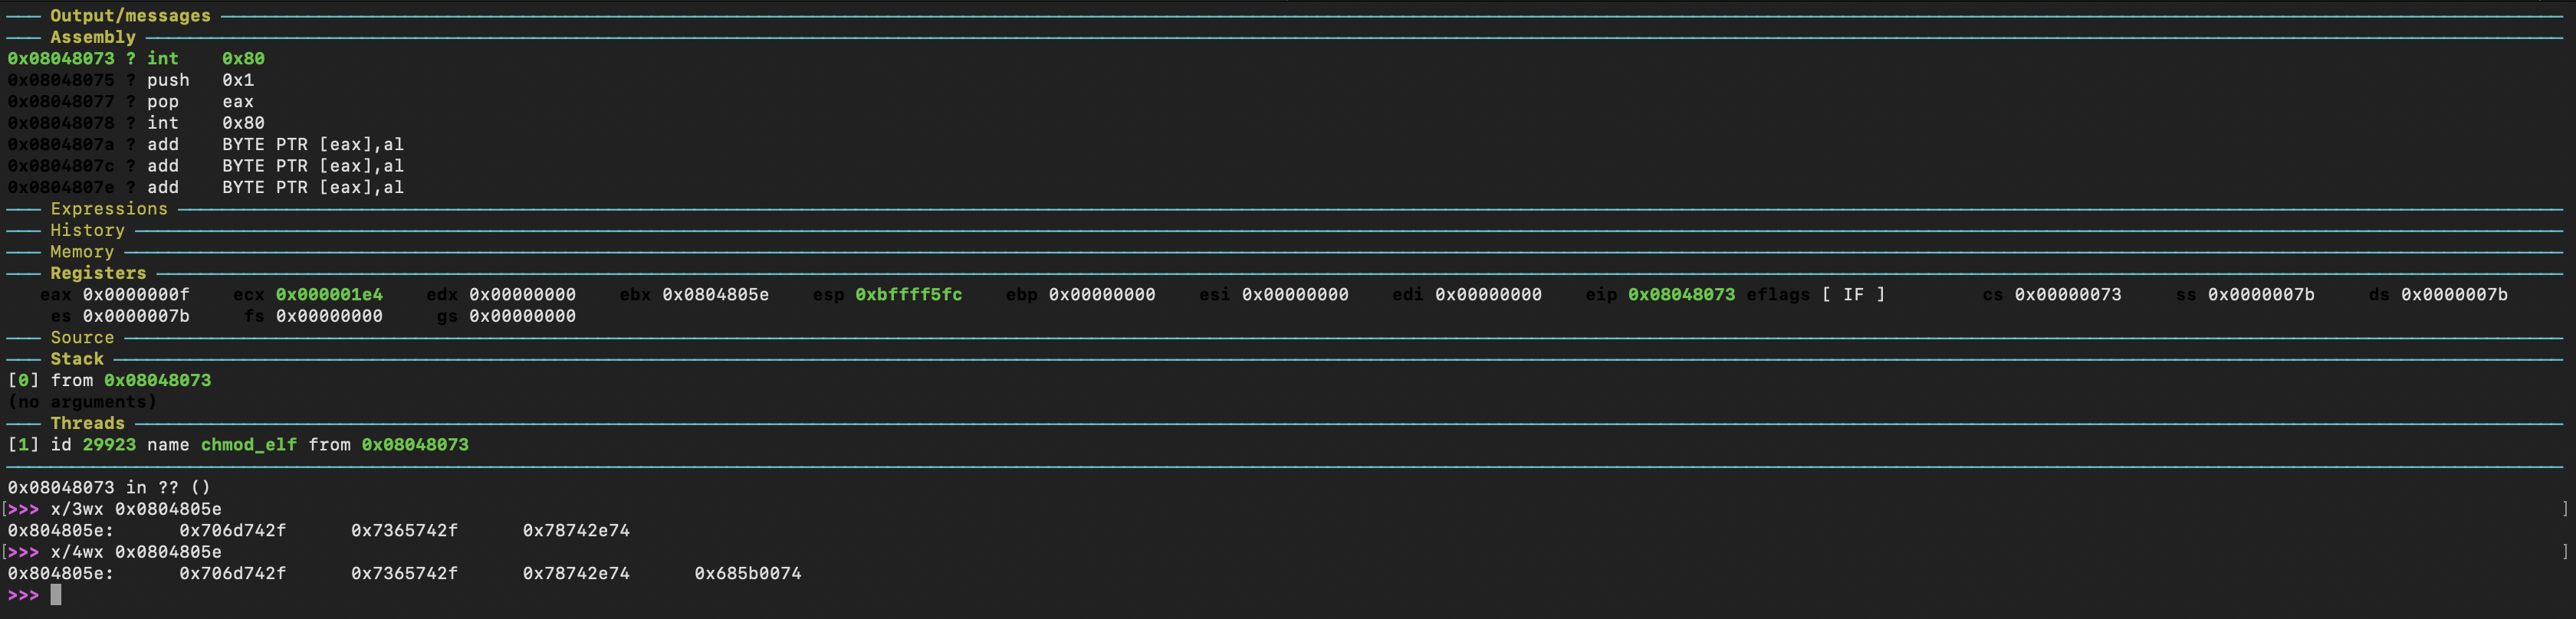 Output/messages
Assembly
0x08048073 ? int    0x80
0x08048075 ? push   0x1
0x08048077 ? pop    eax
0x08048078 ? int    0x80
0x0804807a ? add    BYTE PTR [eax],al
0x0804807c ? add    BYTE PTR [eax],al
0x0804807e ? add    BYTE PTR [eax],al
Expressions
History
Memory
Registers
eax 0x0000000f    ecx 0x000001e4    edx 0x00000000    ebx 0x0804805e    esp 0xbffff5fc    ebp 0x00000000    esi 0x00000000    edi 0x00000000    eip 0x08048073 eflags [ IF ]    cs 0x00000073    ss 0x0000007b    ds 0x0000007b
es 0x0000007b    fs 0x00000000    gs 0x00000000
Source
Stack
[0] from 0x08048073
(no arguments)
Threads
[1] id 29923 name chmod_elf from 0x08048073
0x08048073 in ?? ()
[>>> x/3wx 0x0804805e ]
0x804805e:      0x706d742f      0x7365742f      0x78742e74
[>>> x/4wx 0x0804805e ]
0x804805e:      0x706d742f      0x7365742f      0x78742e74      0x685b0074
>>>